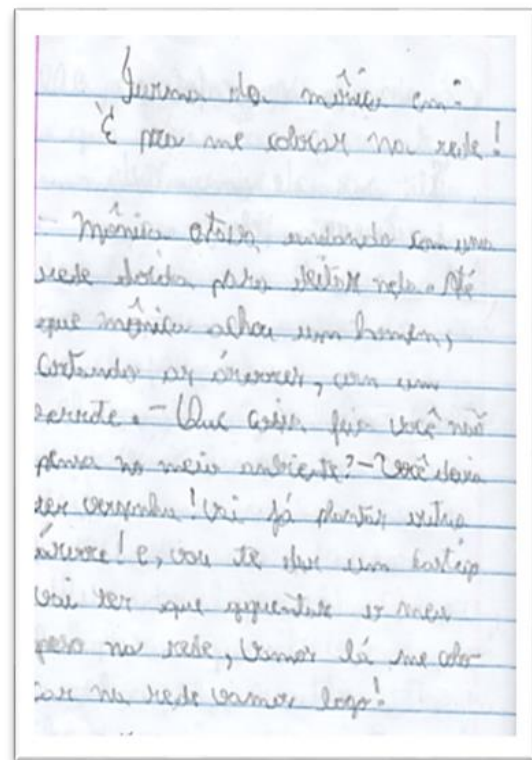 Turma da mônica em:
É pra me colocar na rede!
- Mônica otava andando com uma
rede doida para deitar nela. Até
que mônica achou um homem,
cortando as árvores, com um
serrote. - Que coisa feia você não
pensa no meio ambiente? - Você devia
ter vergonha! vai já plantar outra
árvore! e, vou te dar um castigo
vai ter que aguentar o meu
peso na rede, vamos lá me colo-
car na rede vamos logo!